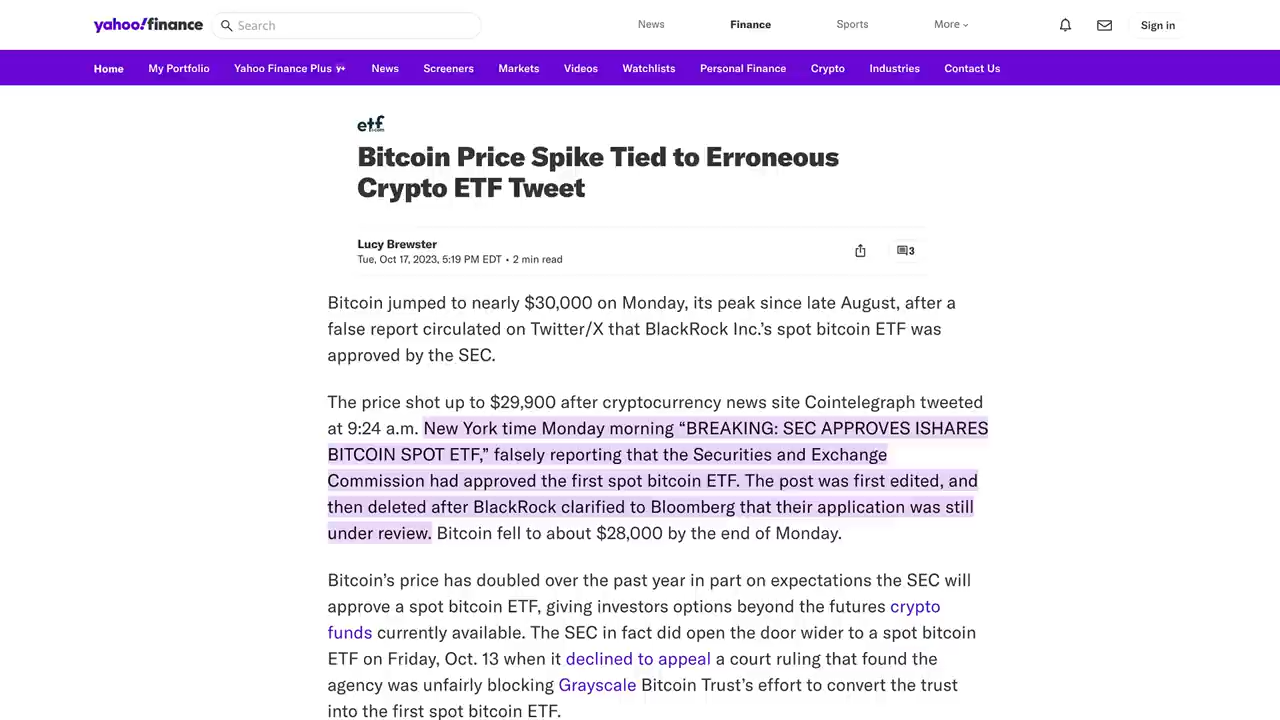 yahoo!finance Search News Finance Sports More Sign in
Home My Portfolio Yahoo Finance Plus News Screeners Markets Videos Watchlists Personal Finance Crypto Industries Contact Us
etf.com
Bitcoin Price Spike Tied to Erroneous
Crypto ETF Tweet
Lucy Brewster
Tue, Oct 17, 2023, 5:19 PM EDT • 2 min read
3
Bitcoin jumped to nearly $30,000 on Monday, its peak since late August, after a
false report circulated on Twitter/X that BlackRock Inc.’s spot bitcoin ETF was
approved by the SEC.
The price shot up to $29,900 after cryptocurrency news site Cointelegraph tweeted
at 9:24 a.m. New York time Monday morning “BREAKING: SEC APPROVES ISHARES
BITCOIN SPOT ETF,” falsely reporting that the Securities and Exchange
Commission had approved the first spot bitcoin ETF. The post was first edited, and
then deleted after BlackRock clarified to Bloomberg that their application was still
under review. Bitcoin fell to about $28,000 by the end of Monday.
Bitcoin’s price has doubled over the past year in part on expectations the SEC will
approve a spot bitcoin ETF, giving investors options beyond the futures crypto
funds currently available. The SEC in fact did open the door wider to a spot bitcoin
ETF on Friday, Oct. 13 when it declined to appeal a court ruling that found the
agency was unfairly blocking Grayscale Bitcoin Trust’s effort to convert the trust
into the first spot bitcoin ETF.